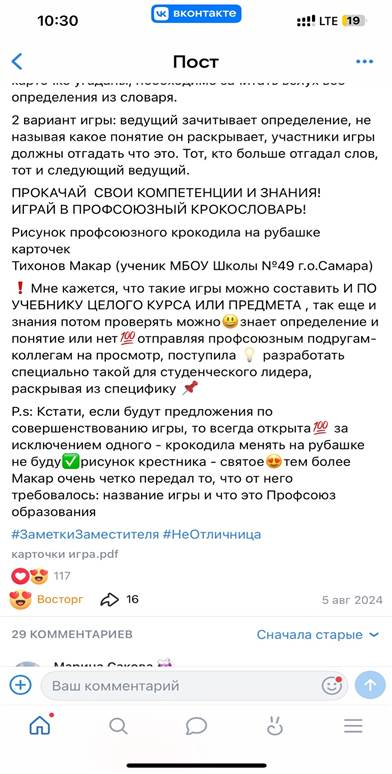 10:30
вконтакте
LTE 19
Пост
определения из словаря.
2 вариант игры: ведущий зачитывает определение, не
называя какое понятие он раскрывает, участники игры
должны отгадать что это. Тот, кто больше отгадал слов,
тот и следующий ведущий.
ПРОКАЧАЙ СВОИ КОМПЕТЕНЦИИ И ЗНАНИЯ!
ИГРАЙ В ПРОФСОЮЗНЫЙ КРОКОСЛОВАРЬ!
Рисунок профсоюзного крокодила на рубашке
карточек
Тихонов Макар (ученик МБОУ Школы №49 г.о.Самара)
❗ Мне кажется, что такие игры можно составить И ПО
УЧЕБНИКУ ЦЕЛОГО КУРСА ИЛИ ПРЕДМЕТА , так еще и
знания потом проверять можно😃знает определение и
понятие или нет💯отправляя профсоюзным подругам-
коллегам на просмотр, поступила 💡 разработать
специально такой для студенческого лидера,
раскрывая из специфику 📌
P.s: Кстати, если будут предложения по
совершенствованию игры, то всегда открыта💯 за
исключением одного - крокодила менять на рубашке
не буду✅рисунок крестника - святое😍тем более
Макар очень четко передал то, что от него
требовалось: название игры и что это Профсоюз
образования
#ЗаметкиЗаместителя #НеОтличница
карточки игра.pdf
117
Восторг 16 5 авг 2024
29 КОММЕНТАРИЕВ Сначала старые
Марина Сакова
Ваш комментарий